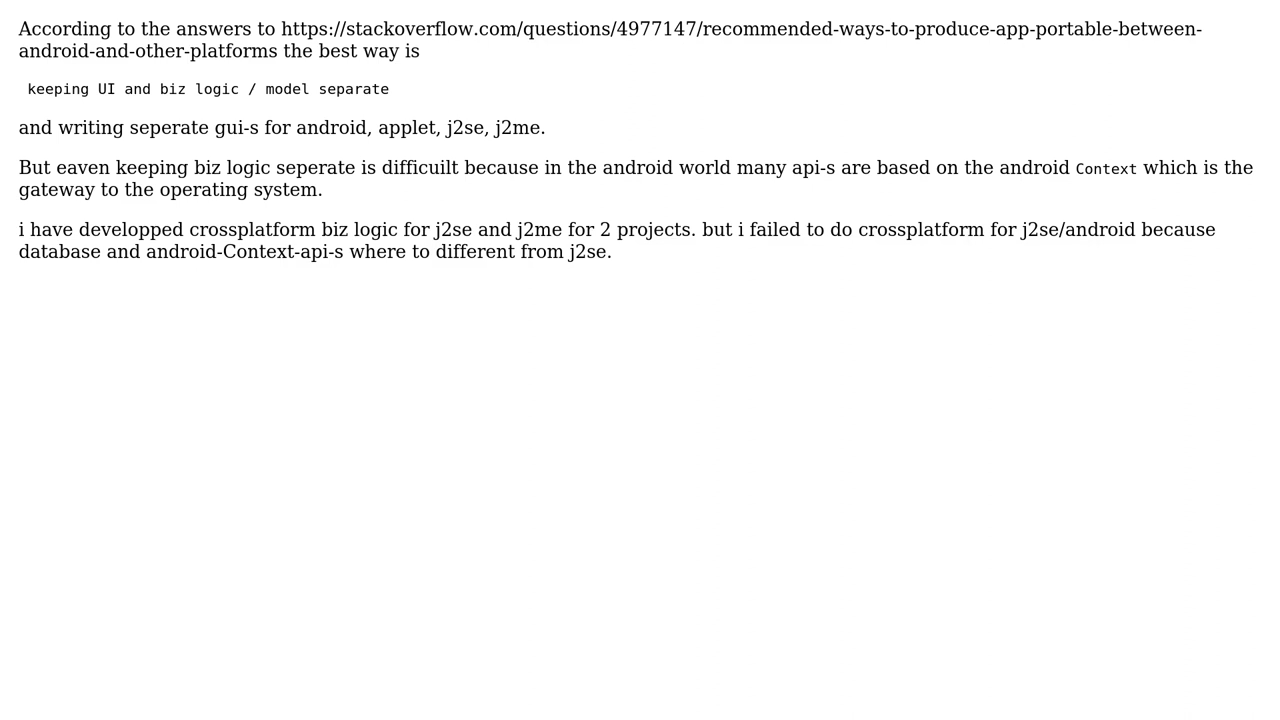 According to the answers to https://stackoverflow.com/questions/4977147/recommended-ways-to-produce-app-portable-between-
android-and-other-platforms the best way is
keeping UI and biz logic / model separate
and writing seperate gui-s for android, applet, j2se, j2me.
But eaven keeping biz logic seperate is difficuilt because in the android world many api-s are based on the android Context which is the
gateway to the operating system.
i have developped crossplatform biz logic for j2se and j2me for 2 projects. but i failed to do crossplatform for j2se/android because
database and android-Context-api-s where to different from j2se.